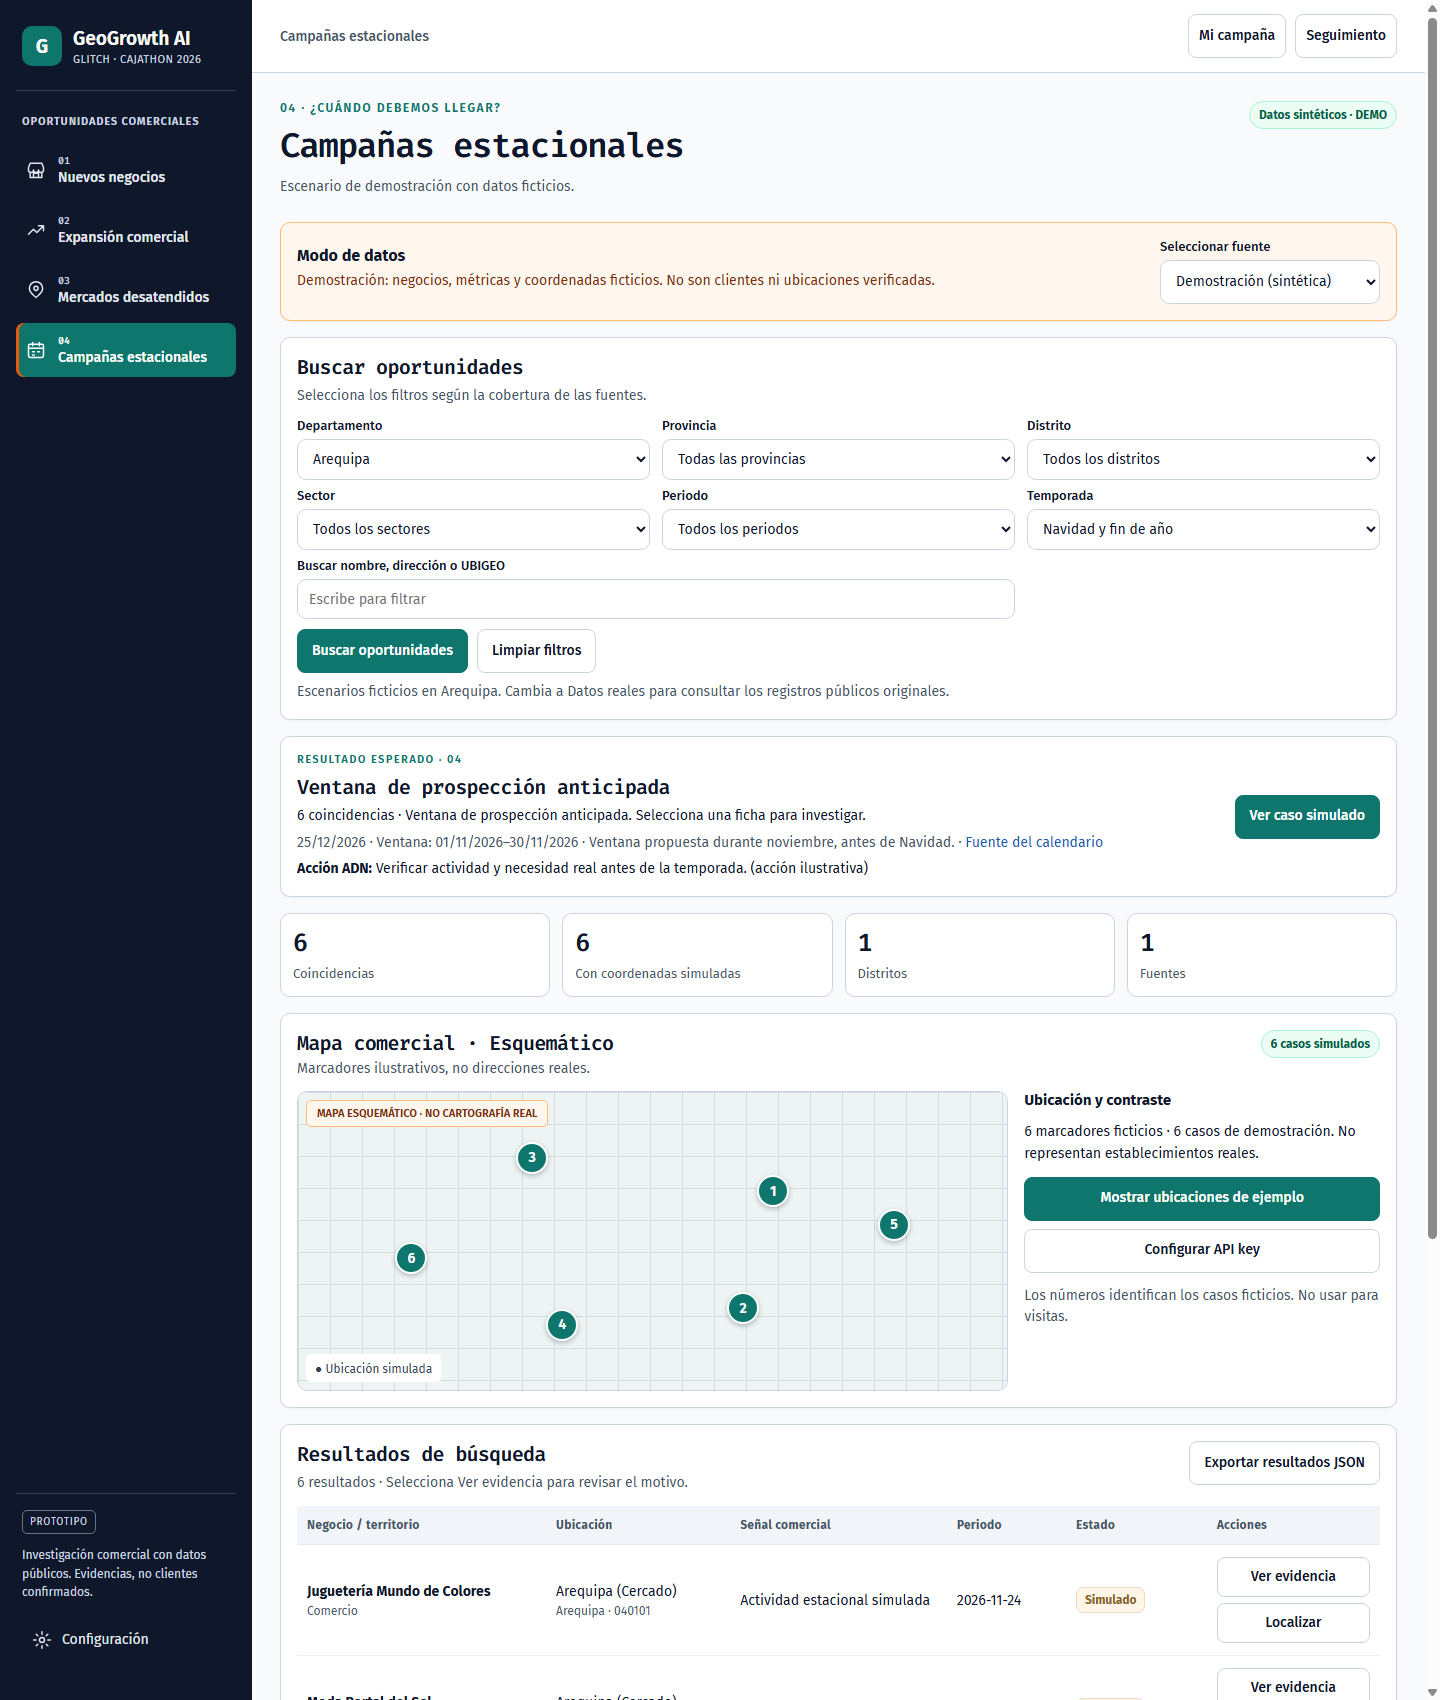 G
GeoGrowth AI
GLITCH · CAJATHON 2026
OPORTUNIDADES COMERCIALES
01
Nuevos negocios
02
Expansión comercial
03
Mercados desatendidos
04
Campañas estacionales
PROTOTIPO
Investigación comercial con datos
públicos. Evidencias, no clientes
confirmados.
Configuración
Campañas estacionales
Mi campaña
Seguimiento
04 · ¿CUÁNDO DEBEMOS LLEGAR?
Datos sintéticos · DEMO
Campañas estacionales
Escenario de demostración con datos ficticios.
Modo de datos
Demostración: negocios, métricas y coordenadas ficticios. No son clientes ni ubicaciones verificadas.
Seleccionar fuente
Demostración (sintética)
Buscar oportunidades
Selecciona los filtros según la cobertura de las fuentes.
Departamento
Provincia
Distrito
Arequipa
Todas las provincias
Todos los distritos
Sector
Periodo
Temporada
Todos los sectores
Todos los periodos
Navidad y fin de año
Buscar nombre, dirección o UBIGEO
Escribe para filtrar
Buscar oportunidades
Limpiar filtros
Escenarios ficticios en Arequipa. Cambia a Datos reales para consultar los registros públicos originales.
RESULTADO ESPERADO · 04
Ventana de prospección anticipada
6 coincidencias · Ventana de prospección anticipada. Selecciona una ficha para investigar.
25/12/2026 · Ventana: 01/11/2026–30/11/2026 · Ventana propuesta durante noviembre, antes de Navidad. · Fuente del calendario
Acción ADN: Verificar actividad y necesidad real antes de la temporada. (acción ilustrativa)
Ver caso simulado
6
Coincidencias
6
Con coordenadas simuladas
1
Distritos
1
Fuentes
Mapa comercial · Esquemático
Marcadores ilustrativos, no direcciones reales.
6 casos simulados
MAPA ESQUEMÁTICO · NO CARTOGRAFÍA REAL
3
1
5
6
2
4
● Ubicación simulada
Ubicación y contraste
6 marcadores ficticios · 6 casos de demostración. No
representan establecimientos reales.
Mostrar ubicaciones de ejemplo
Configurar API key
Los números identifican los casos ficticios. No usar para
visitas.
Resultados de búsqueda
6 resultados · Selecciona Ver evidencia para revisar el motivo.
Exportar resultados JSON
Negocio / territorio
Ubicación
Señal comercial
Periodo
Estado
Acciones
Juguetería Mundo de Colores
Comercio
Arequipa (Cercado)
Arequipa · 040101
Actividad estacional simulada
2026-11-24
Simulado
Ver evidencia
Localizar
Moda Portal del Sol
Arequipa (Cercado)
Ver evidencia